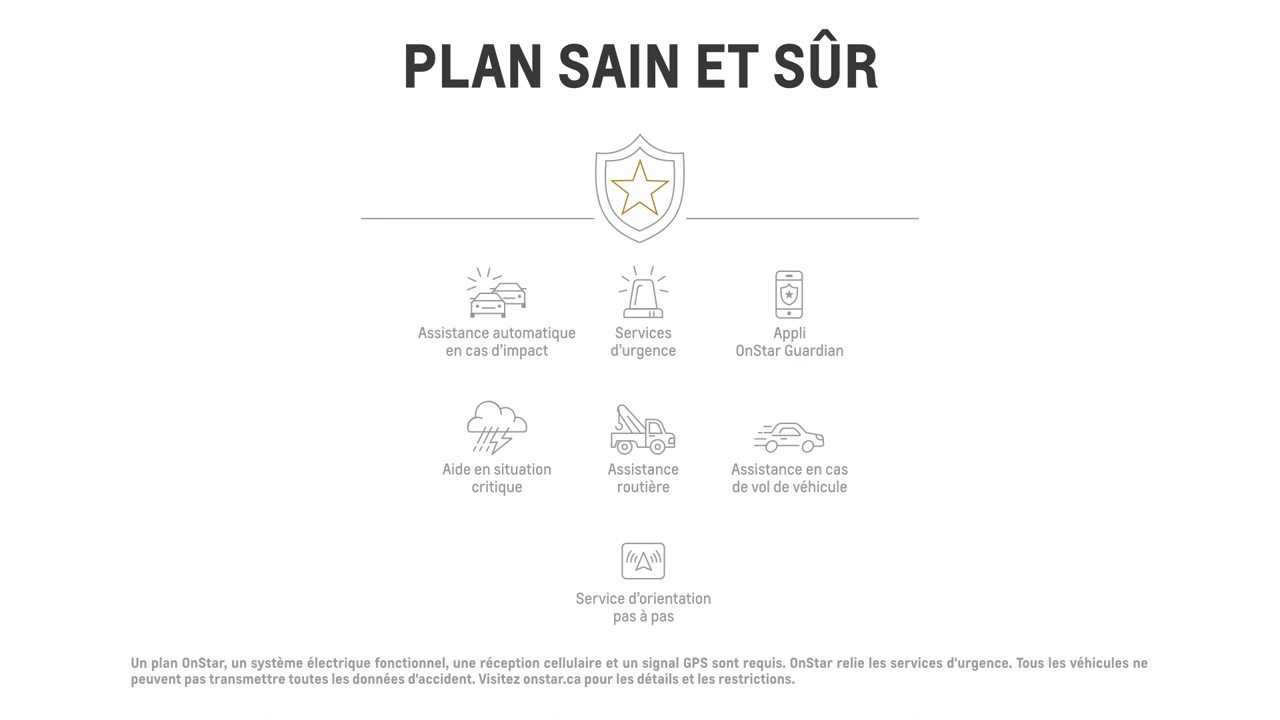 PLAN SAIN ET SÛR
Assistance automatique
en cas d’impact
Services
d’urgence
Appli
OnStar Guardian
Aide en situation
critique
Assistance
routière
Assistance en cas
de vol de véhicule
Service d’orientation
pas à pas
Un plan OnStar, un système électrique fonctionnel, une réception cellulaire et un signal GPS sont requis. OnStar relie les services d'urgence. Tous les véhicules ne
peuvent pas transmettre toutes les données d'accident. Visitez onstar.ca pour les détails et les restrictions.